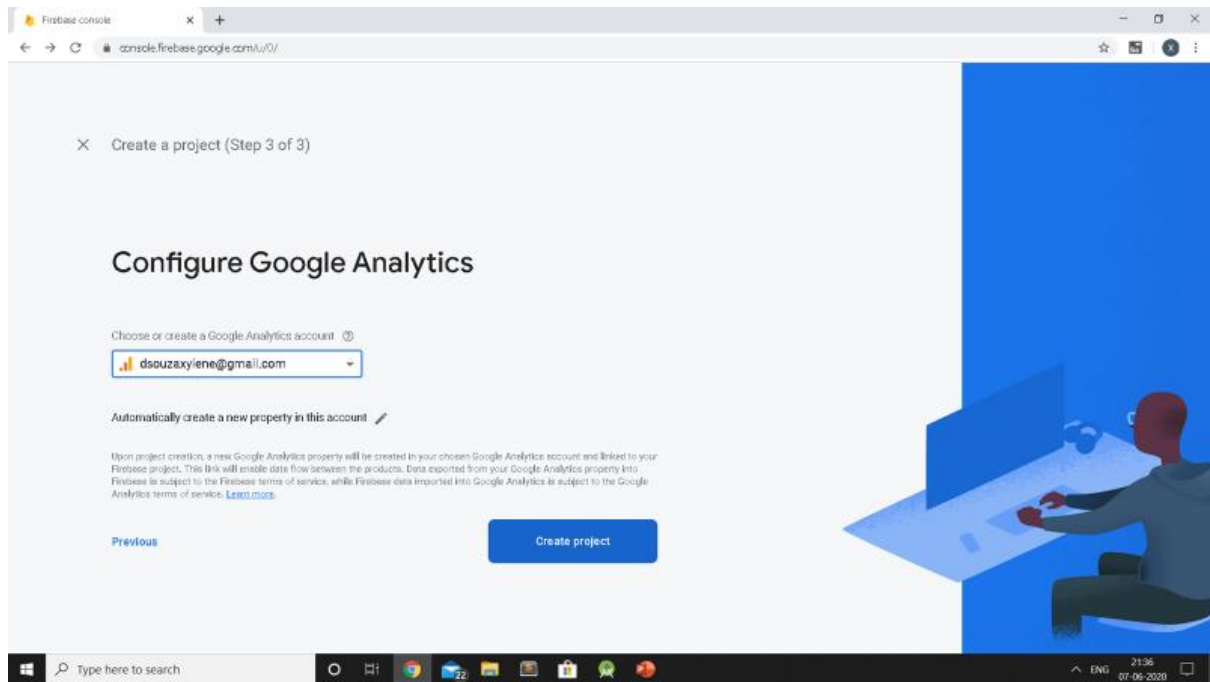 Firebase console
console.firebase.google.com/u/0/
X
Create a project (Step 3 of 3)
Configure Google Analytics
Choose or create a Google Analytics account
dsouzaxylene@gmail.com
Automatically create a new property in this account
Upon project creation, a new Google Analytics property will be created in your chosen Google Analytics account and linked to your
Firebase project. This link will enable data flow between the products. Data exported from your Google Analytics property into
Firebase is subject to the Firebase terms of service, while Firebase data imported into Google Analytics is subject to the Google
Analytics terms of service. Learn more.
Previous
Create project
Type here to search
22
ENG
21:36
07-06-2020